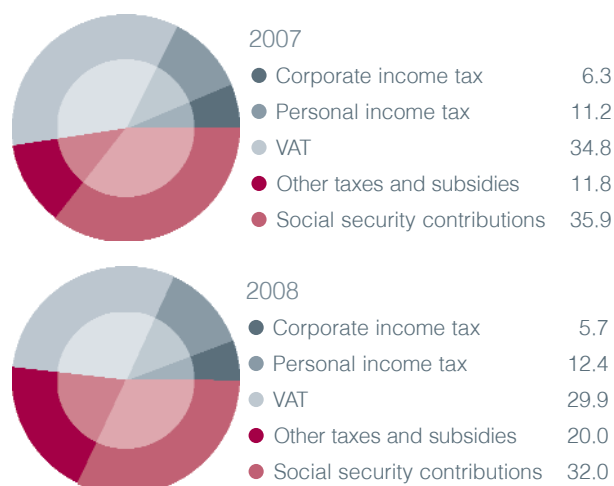 2007
Corporate income tax 6.3
Personal income tax 11.2
VAT 34.8
Other taxes and subsidies 11.8
Social security contributions 35.9
2008
Corporate income tax 5.7
Personal income tax 12.4
VAT 29.9
Other taxes and subsidies 20.0
Social security contributions 32.0